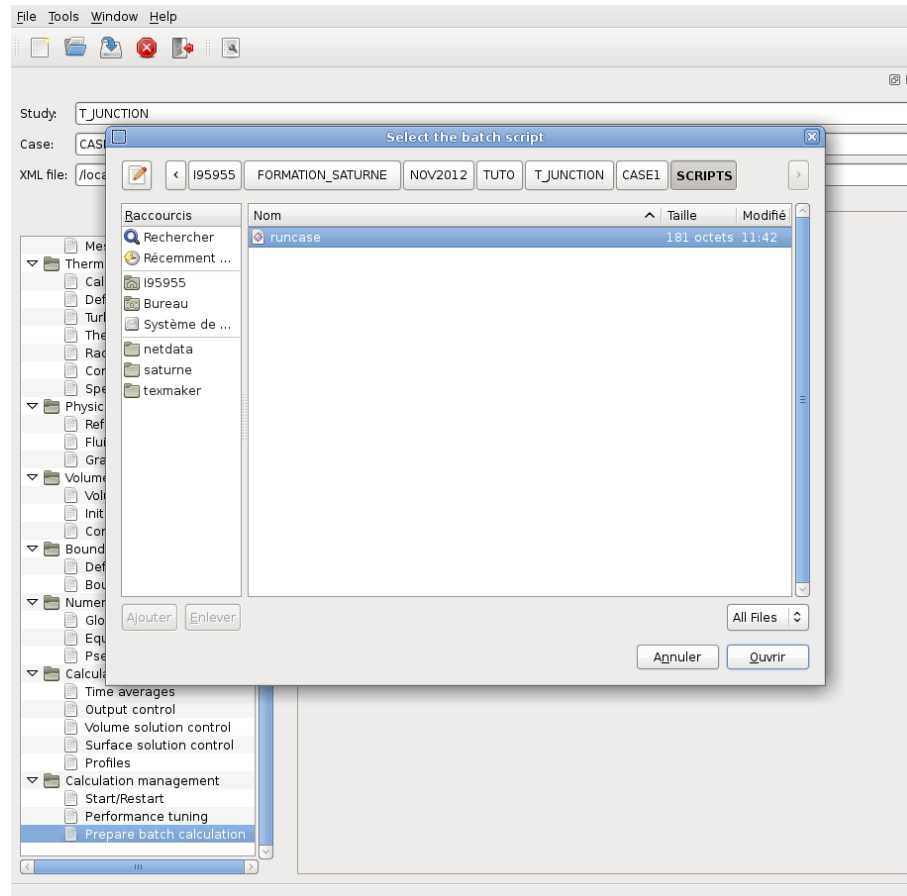 File Tools Window Help
Study: T_JUNCTION
Case: CAS
XML file: /loca
Select the batch script
I95955 FORMATION_SATURNE NOV2012 TUTO T_JUNCTION CASE1 SCRIPTS
Raccourcis
Rechercher
Récemment ...
I95955
Bureau
Système de ...
netdata
saturne
texmaker
Nom Taille Modifié
runcase 181 octets 11:42
Ajouter Enlever
All Files
Annuler Ouvrir
Mes
Therm
Cal
Def
Turl
The
Rad
Con
Spe
Physic
Ref
Flui
Gra
Volume
Volu
Init
Cor
Bound
Def
Bou
Numer
Glo
Equ
Pse
Calcula
Time averages
Output control
Volume solution control
Surface solution control
Profiles
Calculation management
Start/Restart
Performance tuning
Prepare batch calculation